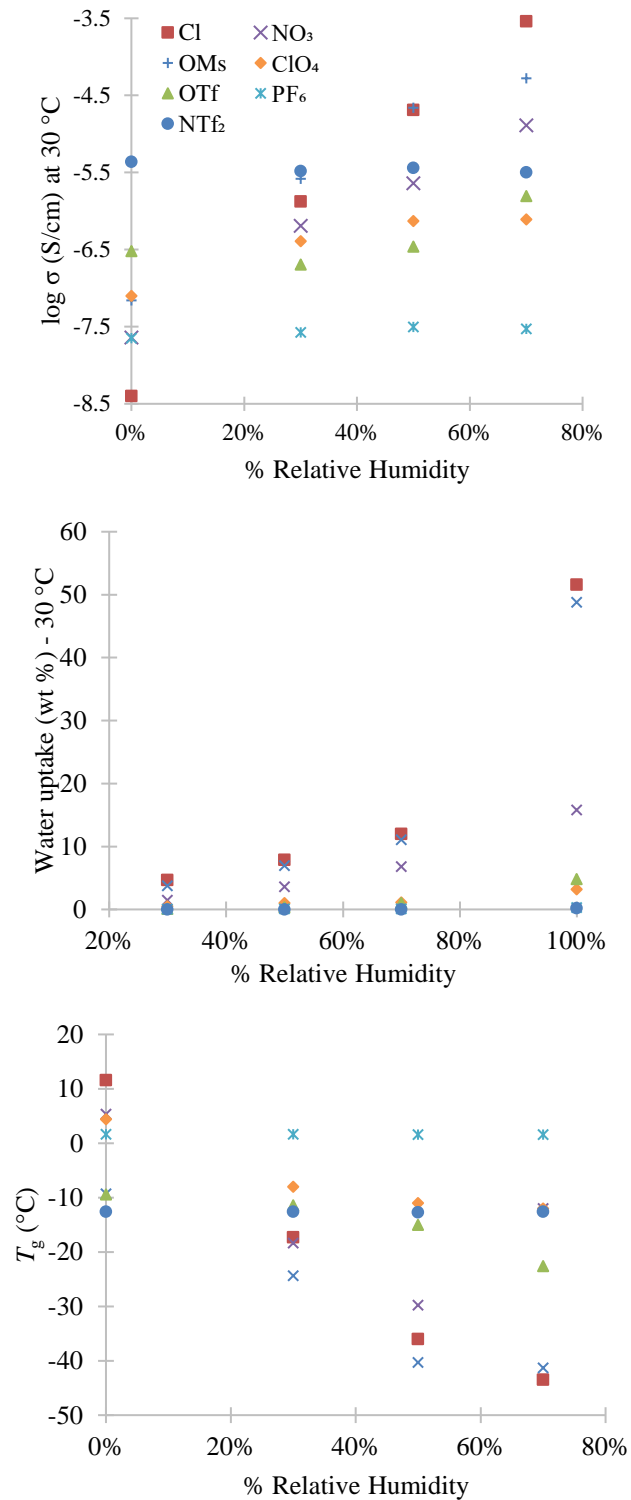 -3.5
-4.5
-5.5
-6.5
-7.5
-8.5
log σ (S/cm) at 30 °C
Cl
NO₃
OMs
ClO₄
OTf
PF₆
NTf₂
0%
20%
40%
60%
80%
% Relative Humidity
60
50
40
30
20
10
0
Water uptake (wt %) - 30 °C
20%
40%
60%
80%
100%
% Relative Humidity
20
10
0
-10
-20
-30
-40
-50
Tg (°C)
0%
20%
40%
60%
80%
% Relative Humidity